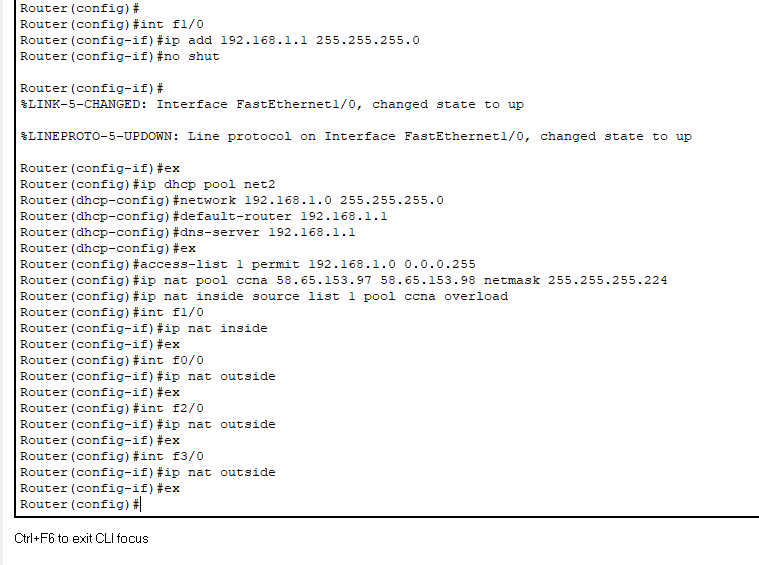 Router(config)#
Router(config)#int f1/0
Router(config-if)#ip add 192.168.1.1 255.255.255.0
Router(config-if)#no shut
Router(config-if)#
%LINK-5-CHANGED: Interface FastEthernet1/0, changed state to up
%LINEPROTO-5-UPDOWN: Line protocol on Interface FastEthernet1/0, changed state to up
Router(config-if)#ex
Router(config)#ip dhcp pool net2
Router(dhcp-config)#network 192.168.1.0 255.255.255.0
Router(dhcp-config)#default-router 192.168.1.1
Router(dhcp-config)#dns-server 192.168.1.1
Router(dhcp-config)#ex
Router(config)#access-list 1 permit 192.168.1.0 0.0.0.255
Router(config)#ip nat pool ccna 58.65.153.97 58.65.153.98 netmask 255.255.255.224
Router(config)#ip nat inside source list 1 pool ccna overload
Router(config)#int f1/0
Router(config-if)#ip nat inside
Router(config-if)#ex
Router(config)#int f0/0
Router(config-if)#ip nat outside
Router(config-if)#ex
Router(config)#int f2/0
Router(config-if)#ip nat outside
Router(config-if)#ex
Router(config)#int f3/0
Router(config-if)#ip nat outside
Router(config-if)#ex
Router(config)#
Ctrl+F6 to exit CLI focus